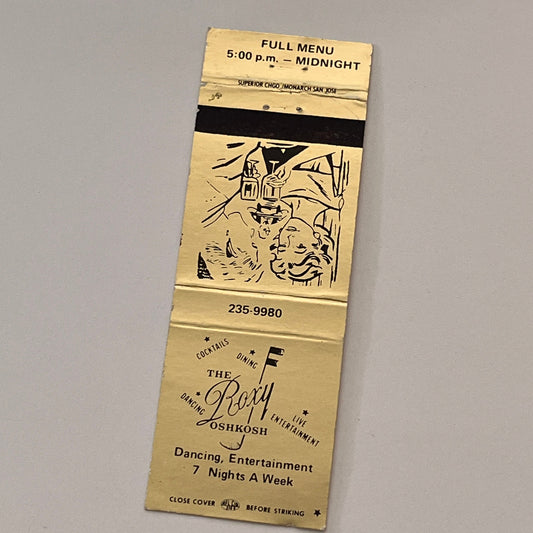 FULL MENU
5:00 p.m. — MIDNIGHT
SUPERIOR CHGO./MONARCH SAN JOSE
235-9980
COCKTAILS
DINING
THE
Roxy
DANCING
LIVE
ENTERTAINMENT
OSHKOSH
Dancing, Entertainment
7 Nights A Week
CLOSE COVER BEFORE STRIKING